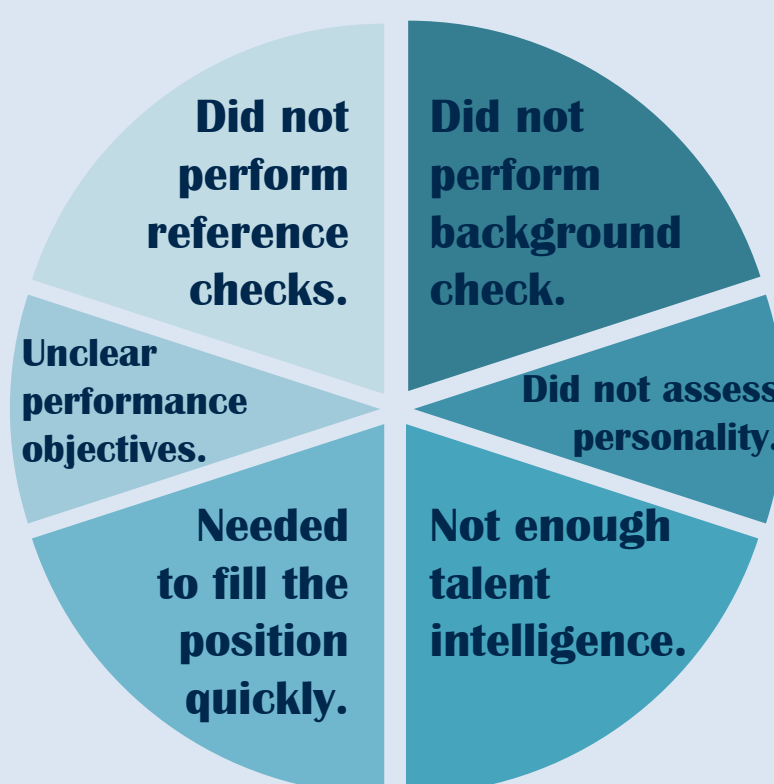 Did not
perform
reference
checks.
Did not
perform
background
check.
Unclear
performance
objectives.
Did not assess
personality.
Needed
to fill the
position
quickly.
Not enough
talent
intelligence.